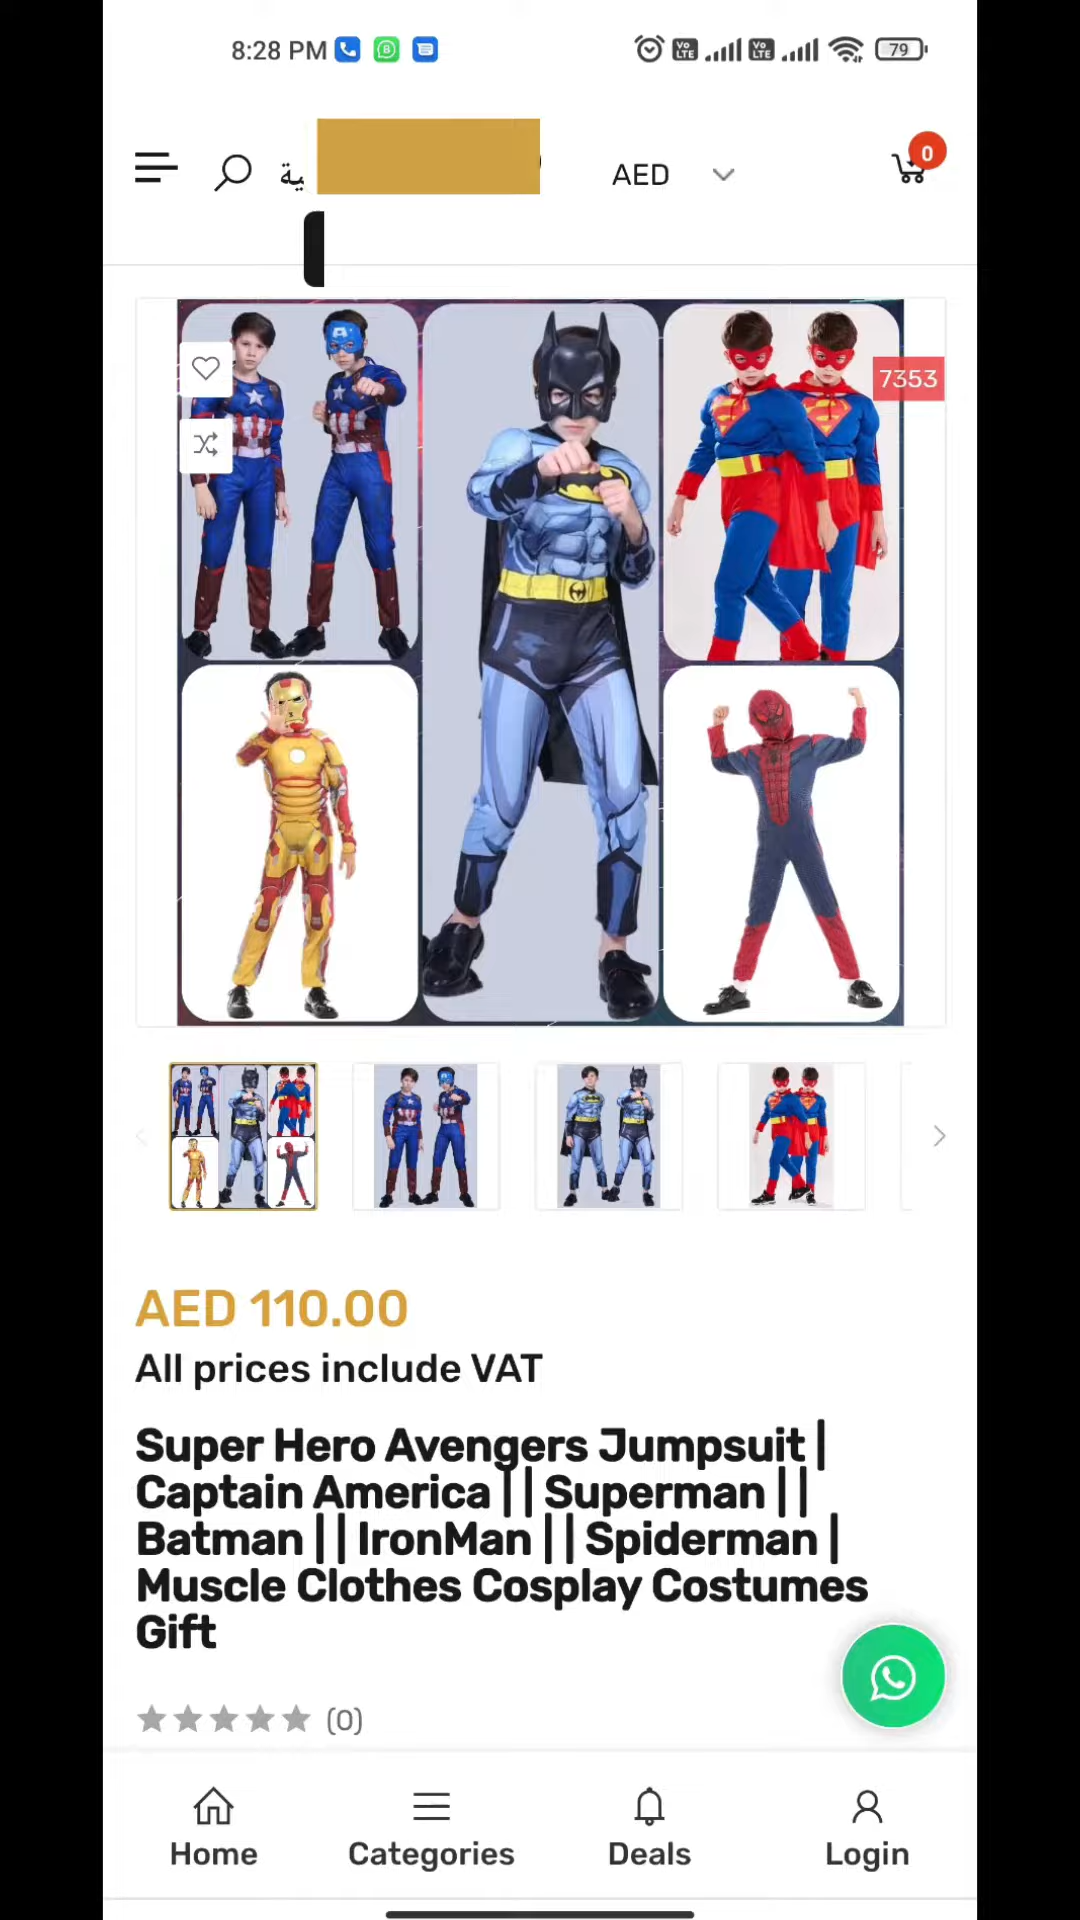 8:28 PM
79
ية
AED
0
7353
AED 110.00
All prices include VAT
Super Hero Avengers Jumpsuit |
Captain America | | Superman | |
Batman | | IronMan | | Spiderman |
Muscle Clothes Cosplay Costumes
Gift
(0)
Home
Categories
Deals
Login